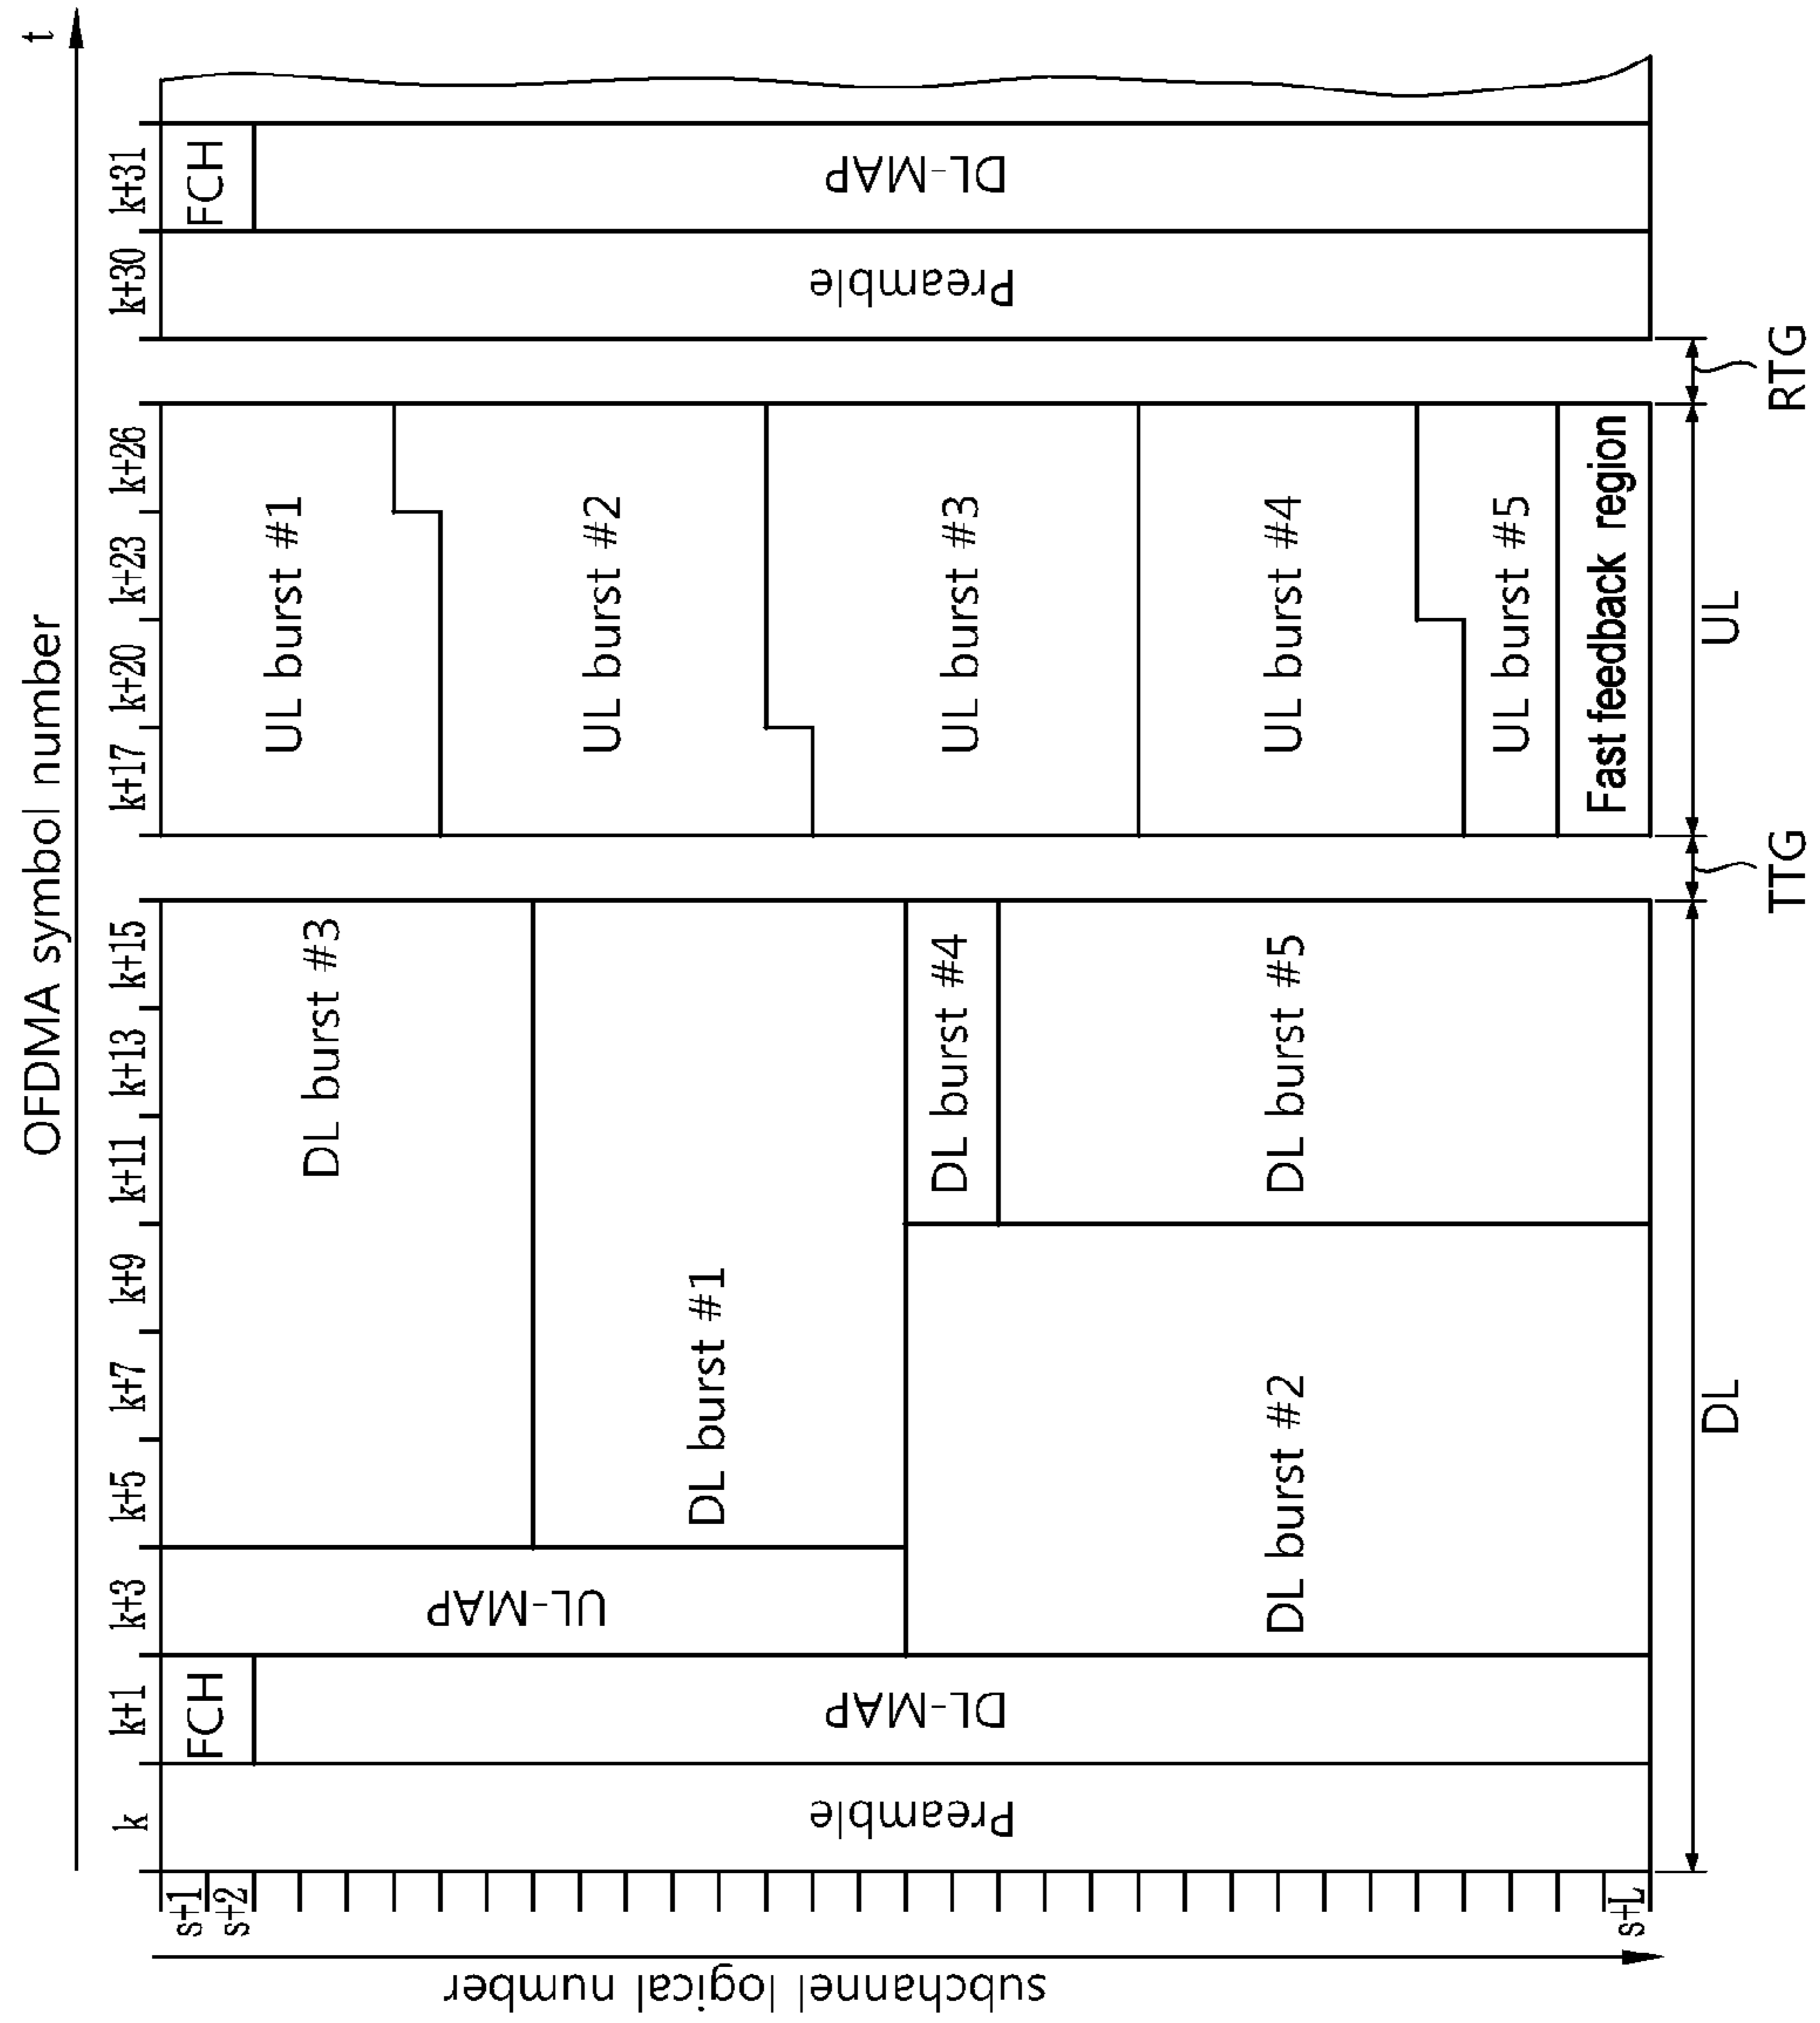 OFDMA symbol number
t
k
k+1
k+3
k+5
k+7
k+9
k+11
k+13
k+15
k+17
k+20
k+23
k+26
k+30
k+31
subchannel logical number
s+1
s+2
s+L
Preamble
FCH
DL-MAP
UL-MAP
DL burst #3
DL burst #1
DL burst #2
DL burst #4
DL burst #5
UL burst #1
UL burst #2
UL burst #3
UL burst #4
UL burst #5
Fast feedback region
Preamble
FCH
DL-MAP
DL
TTG
UL
RTG